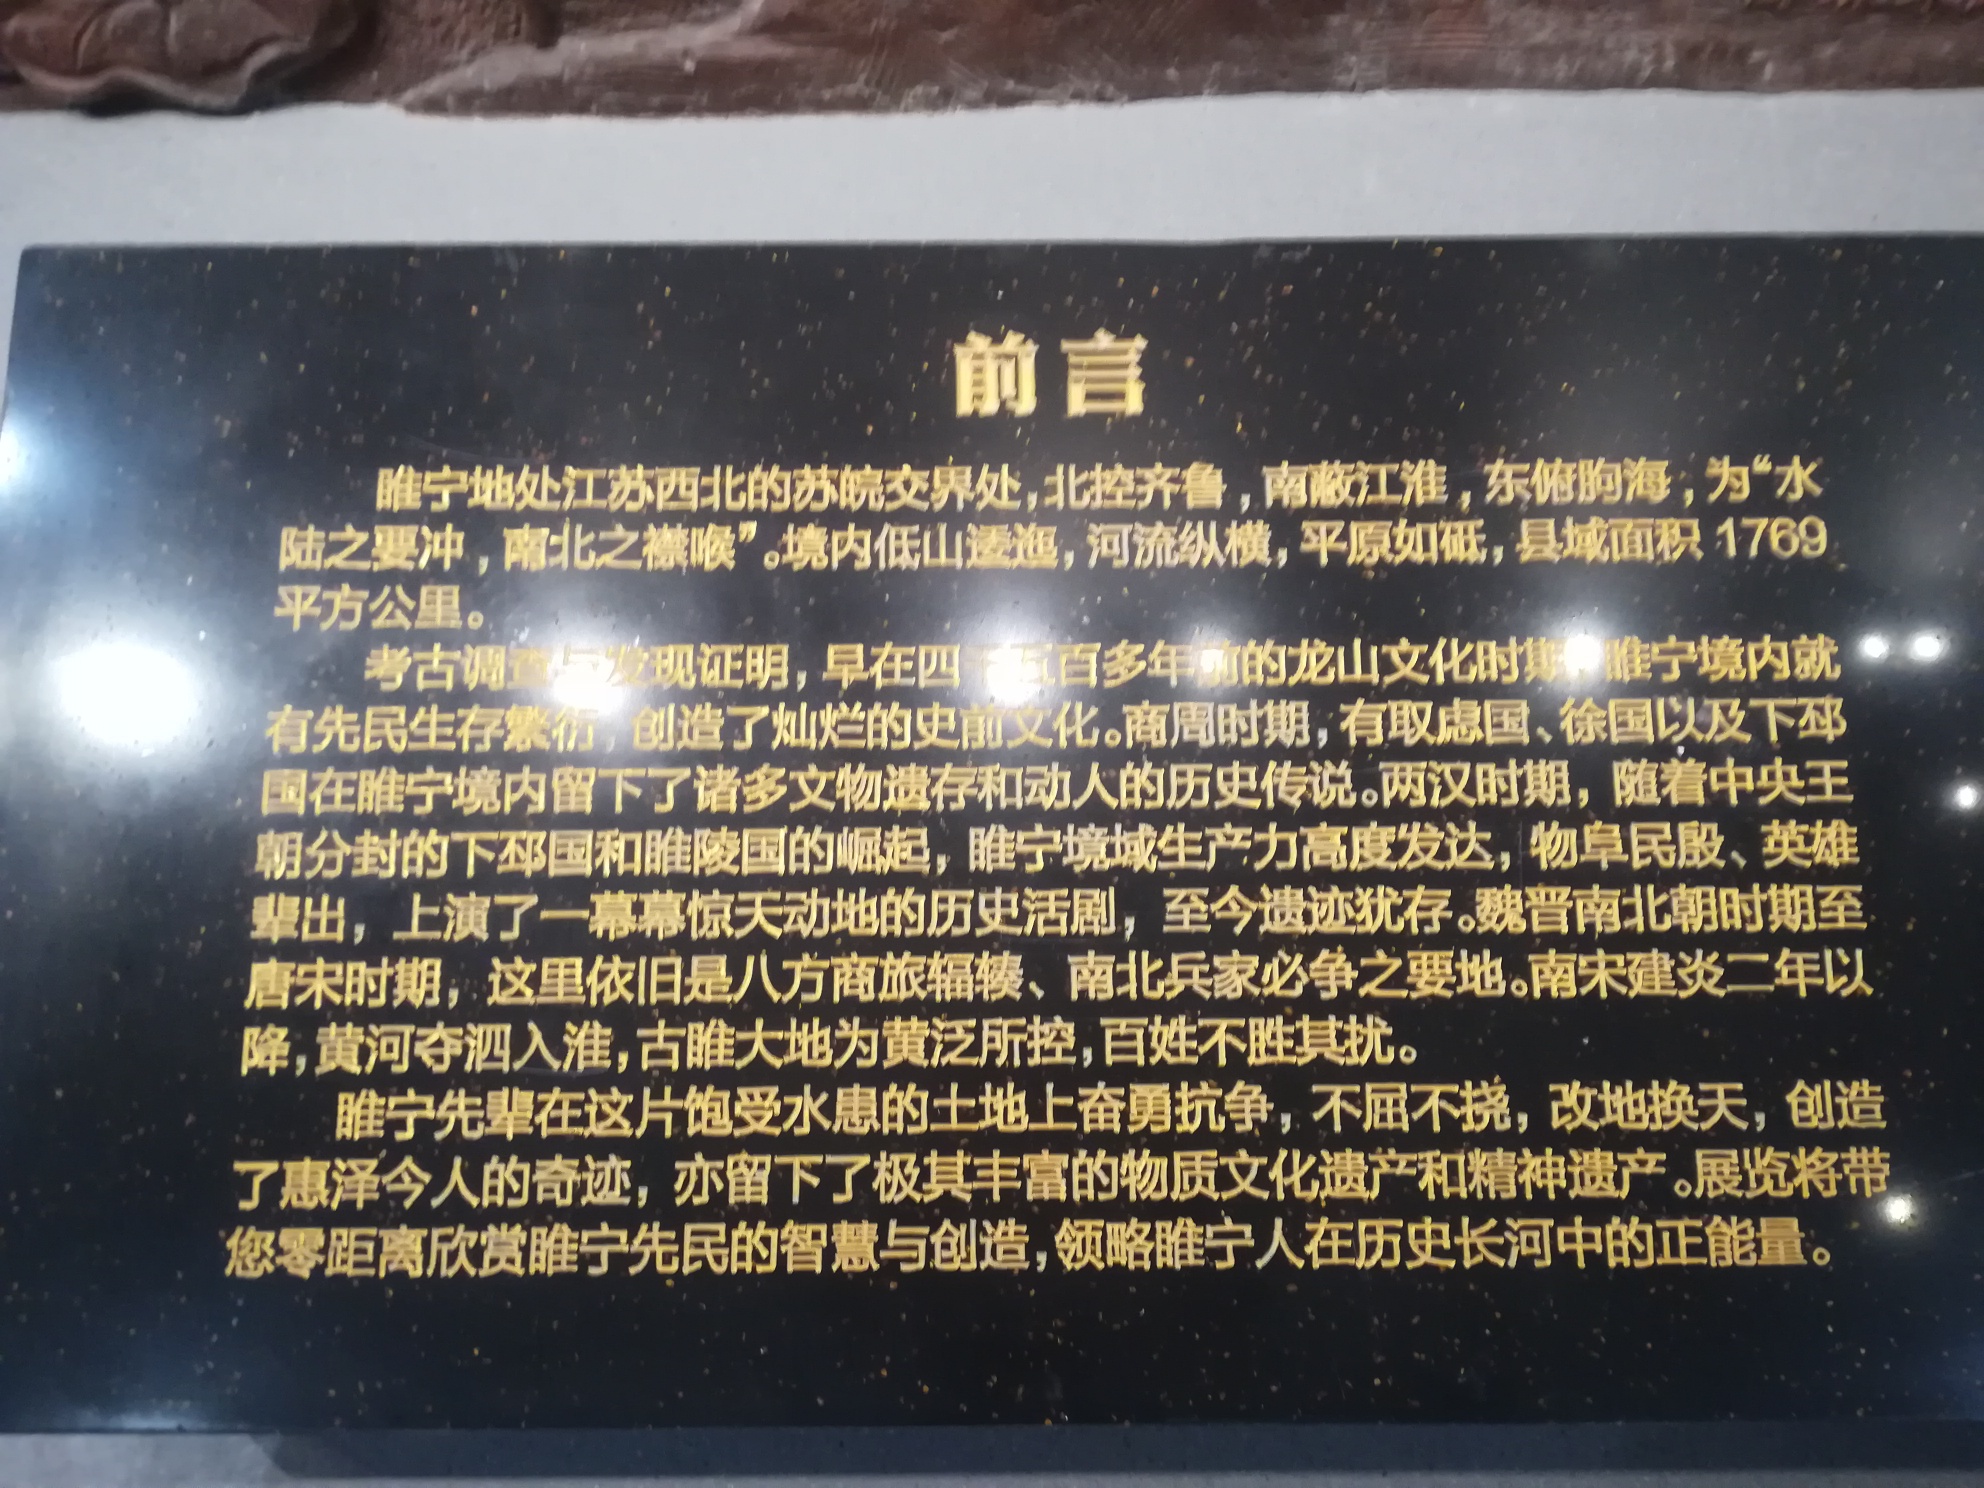 前言
睢宁地处江苏西北的苏皖交界处,北控齐鲁,南蔽江淮,东俯朐海,为“水
陆之要冲,南北之襟喉”。境内低山逶迤,河流纵横,平原如砥,县域面积1769
平方公里。
考古调查与发现证明,早在四千五百多年前的龙山文化时期,睢宁境内就
有先民生存繁衍,创造了灿烂的史前文化。商周时期,有取虑国、徐国以及下邳
国在睢宁境内留下了诸多文物遗存和动人的历史传说。两汉时期,随着中央王
朝分封的下邳国和睢陵国的崛起,睢宁境域生产力高度发达,物阜民殷、英雄
辈出,上演了一幕幕惊天动地的历史活剧,至今遗迹犹存。魏晋南北朝时期至
唐宋时期,这里依旧是八方商旅辐辏、南北兵家必争之要地。南宋建炎二年以
降,黄河夺泗入淮,古睢大地为黄泛所控,百姓不胜其扰。
睢宁先辈在这片饱受水患的土地上奋勇抗争,不屈不挠,改地换天,创造
了惠泽今人的奇迹,亦留下了极其丰富的物质文化遗产和精神遗产。展览将带
您零距离欣赏睢宁先民的智慧与创造,领略睢宁人在历史长河中的正能量。